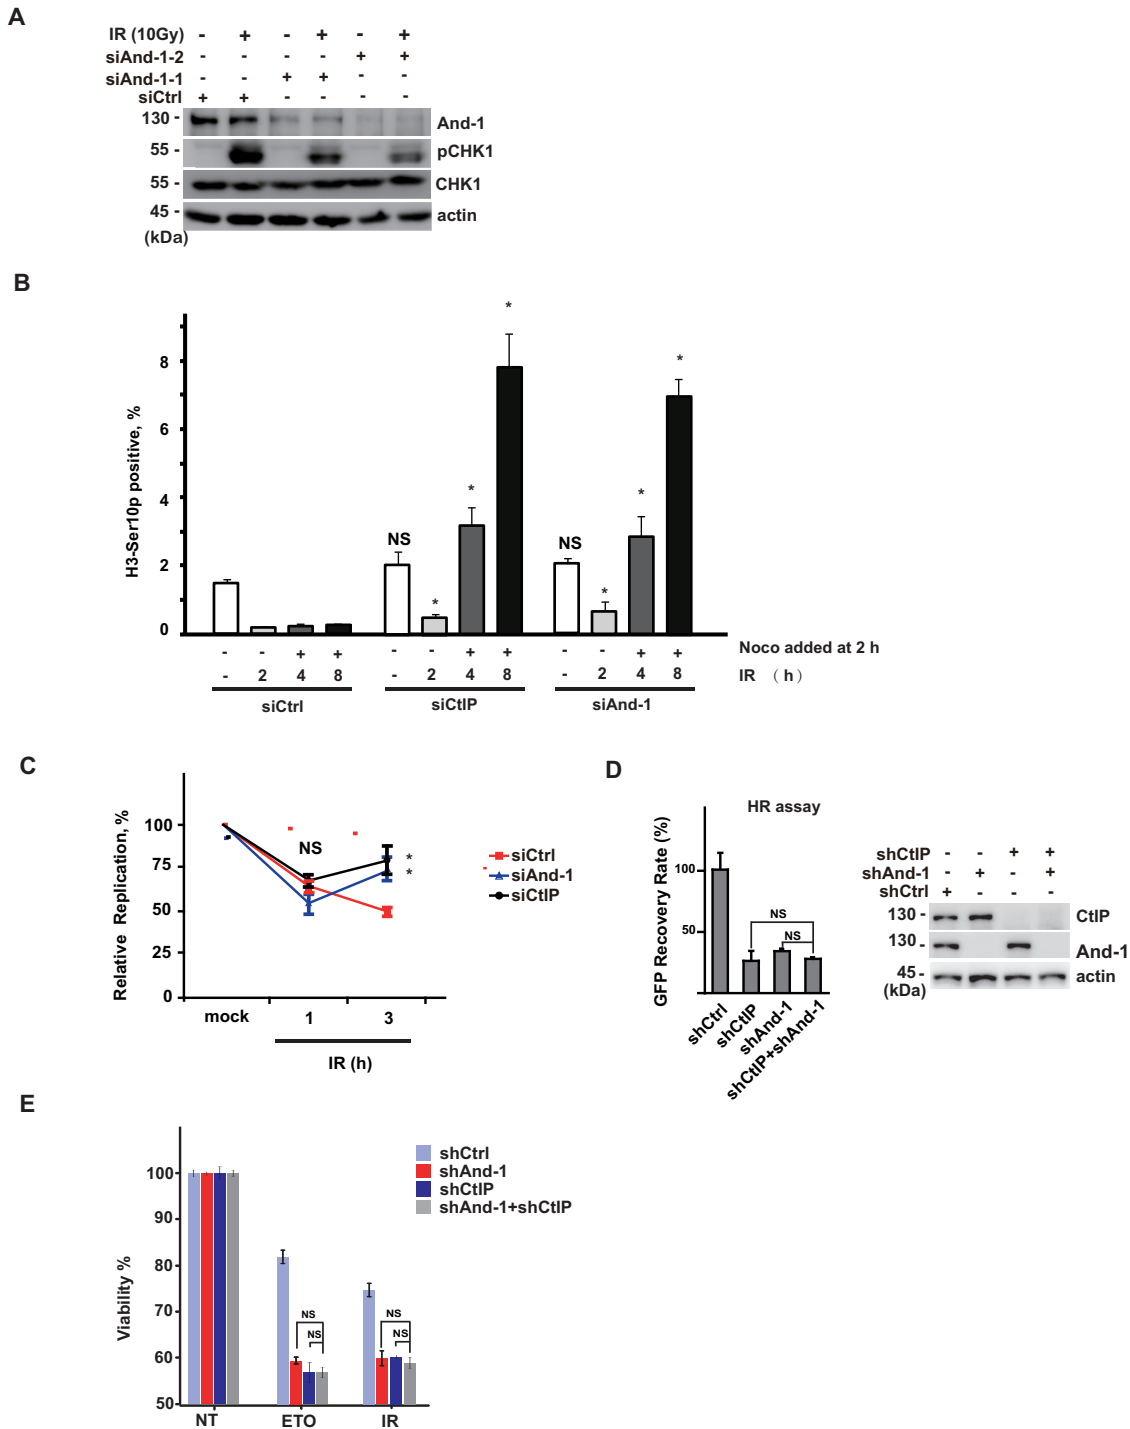 A
IR (10Gy) - + - + - +
siAnd-1-2 - - - - + +
siAnd-1-1 - - + + - -
siCtrl + + - - - -
130 - And-1
55 - pCHK1
55 - CHK1
45 - actin
(kDa)
B
H3-Ser10p positive, %
8
6
4
2
0
NS * * *
NS * * *
- - + + - - + + - - + + Noco added at 2 h
- 2 4 8 - 2 4 8 - 2 4 8 IR (h)
siCtrl siCtIP siAnd-1
C
Relative Replication, %
100
75
50
25
0
NS
*
*
siCtrl
siAnd-1
siCtIP
mock 1 3
IR (h)
D
HR assay
GFP Recovery Rate (%)
100
50
NS
NS
shCtrl
shCtIP
shAnd-1
shCtIP+shAnd-1
shCtIP - - + +
shAnd-1 - + - +
shCtrl + - - -
130 - CtIP
130 - And-1
45 - actin
(kDa)
E
Viability %
100
90
80
70
60
50
shCtrl
shAnd-1
shCtIP
shAnd-1+shCtIP
NS
NS
NS
NS
NT ETO IR